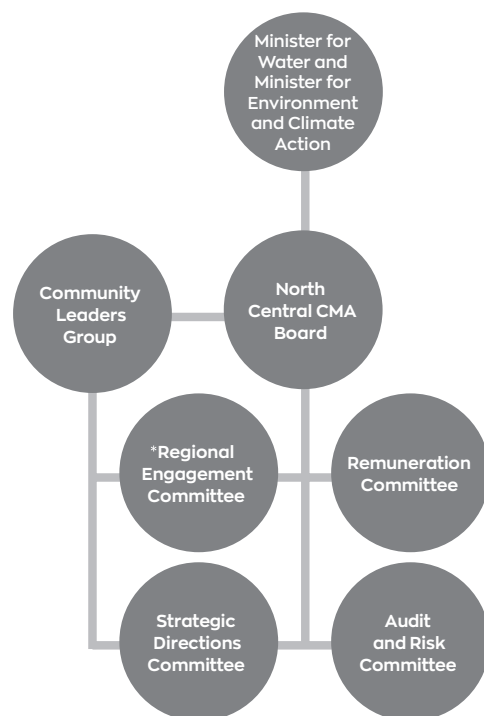 Minister for
Water and
Minister for
Environment
and Climate
Action
Community
Leaders
Group
North
Central CMA
Board
*Regional
Engagement
Committee
Remuneration
Committee
Strategic
Directions
Committee
Audit
and Risk
Committee